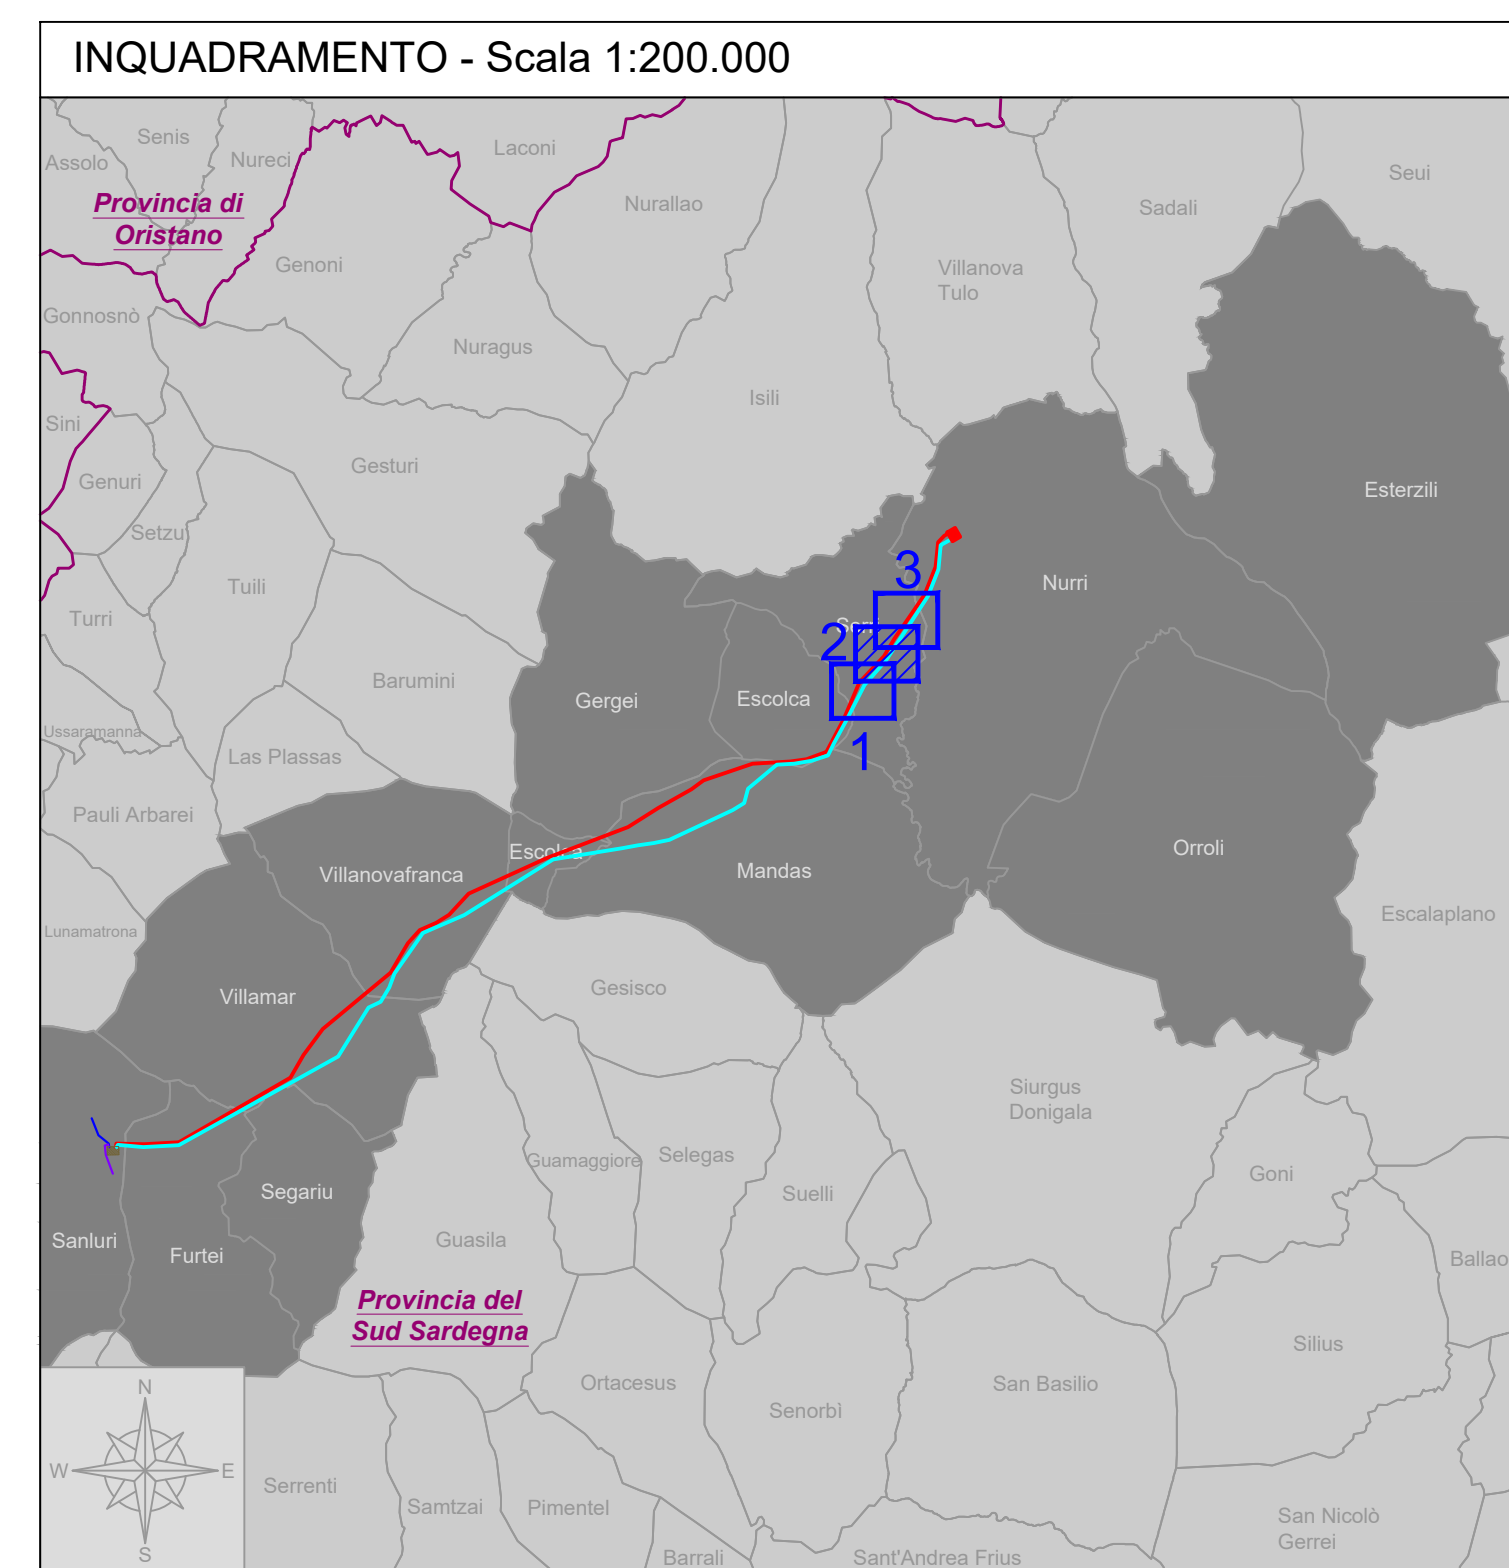 INQUADRAMENTO - Scala 1:200.000
Senis
Assolo
Nureci
Laconi
Seui
Provincia di
Oristano
Nurallao
Sadali
Genoni
Villanova
Tulo
Gonnosnò
Nuragus
Isili
Sini
Gesturi
Genuri
Esterzili
Setzu
3
Tuili
Nurri
Turri
2
Barumini
Gergei
Escolca
Ussaramanna
Las Plassas
1
Pauli Arbarei
Escolca
Orroli
Villanovafranca
Mandas
Lunamatrona
Escalaplano
Villamar
Gesisco
Siurgus
Donigala
Guamaggiore
Selegas
Goni
Segariu
Suelli
Sanluri
Furtei
Guasila
Ballao
Provincia del
Sud Sardegna
Silius
Ortacesus
San Basilio
Senorbì
N
W
E
S
Serrenti
Samtzai
Pimentel
San Nicolò
Gerrei
Barrali
Sant'Andrea Frius